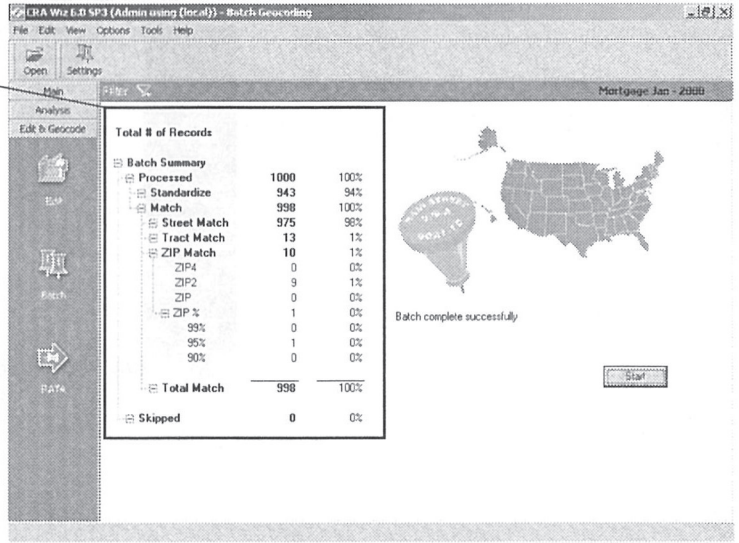 CRA Wiz 6.0 SP3 (Admin using (local)) - Batch Geocoding
File Edit View Options Tools Help
Open Settings
Main
Filter
Mortgage Jan - 2000
Analysis
Edit & Geocode
Edit
Batch
DATA
Total # of Records
Batch Summary
Processed 1000 100%
Standardize 943 94%
Match 998 100%
Street Match 975 98%
Tract Match 13 1%
ZIP Match 10 1%
ZIP4 0 0%
ZIP2 9 1%
ZIP 0 0%
ZIP % 1 0%
99% 0 0%
95% 1 0%
90% 0 0%
Total Match 998 100%
Skipped 0 0%
U.S.A
Batch complete successfully
Start